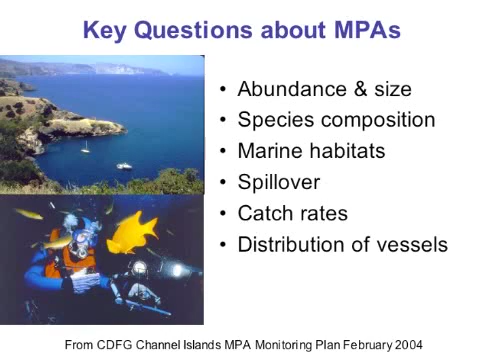 Key Questions about MPAs
• Abundance & size
• Species composition
• Marine habitats
• Spillover
• Catch rates
• Distribution of vessels
From CDFG Channel Islands MPA Monitoring Plan February 2004